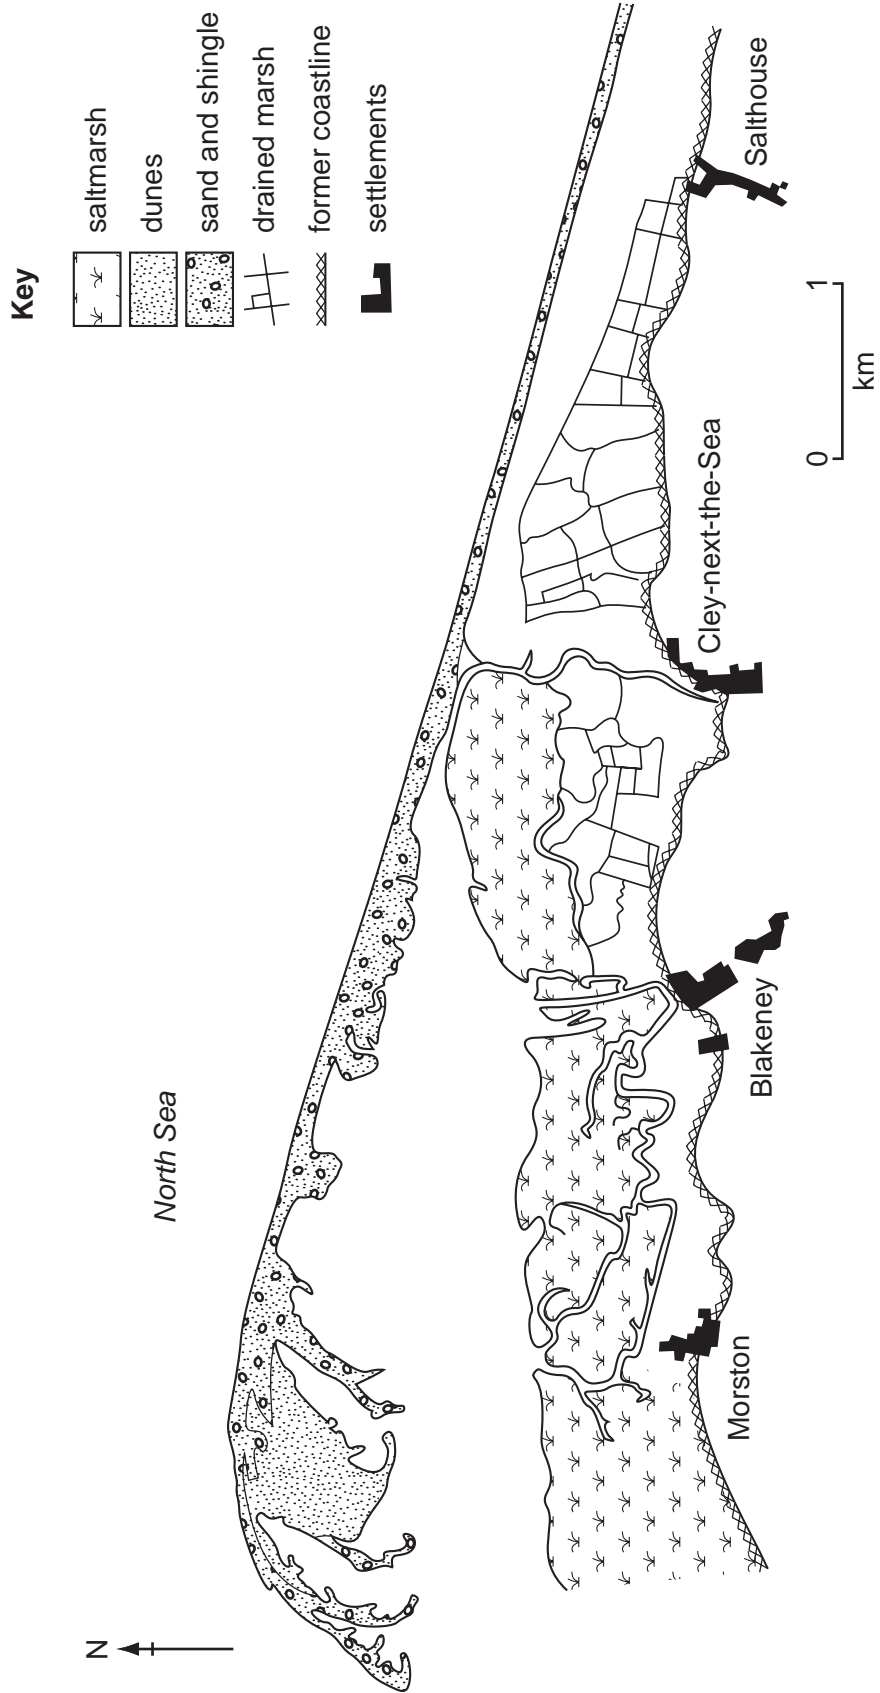 Key
saltmarsh
dunes
sand and shingle
drained marsh
former coastline
settlements
North Sea
N
Morston
Blakeney
Cley-next-the-Sea
Salthouse
0 1
km